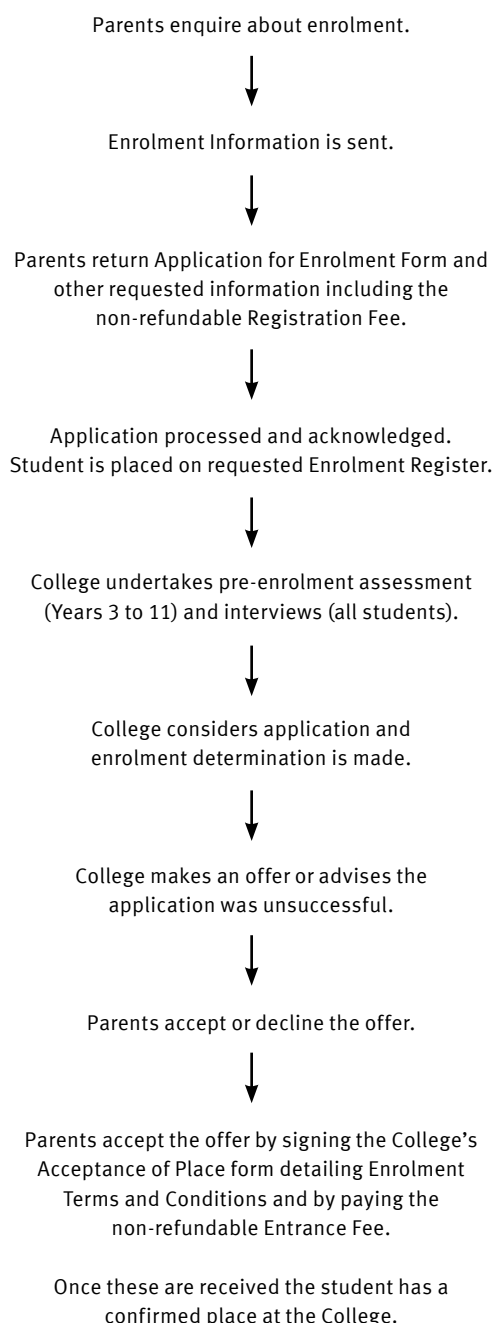 Parents enquire about enrolment.
Enrolment Information is sent.
Parents return Application for Enrolment Form and
other requested information including the
non-refundable Registration Fee.
Application processed and acknowledged.
Student is placed on requested Enrolment Register.
College undertakes pre-enrolment assessment
(Years 3 to 11) and interviews (all students).
College considers application and
enrolment determination is made.
College makes an offer or advises the
application was unsuccessful.
Parents accept or decline the offer.
Parents accept the offer by signing the College’s
Acceptance of Place form detailing Enrolment
Terms and Conditions and by paying the
non-refundable Entrance Fee.
Once these are received the student has a
confirmed place at the College.